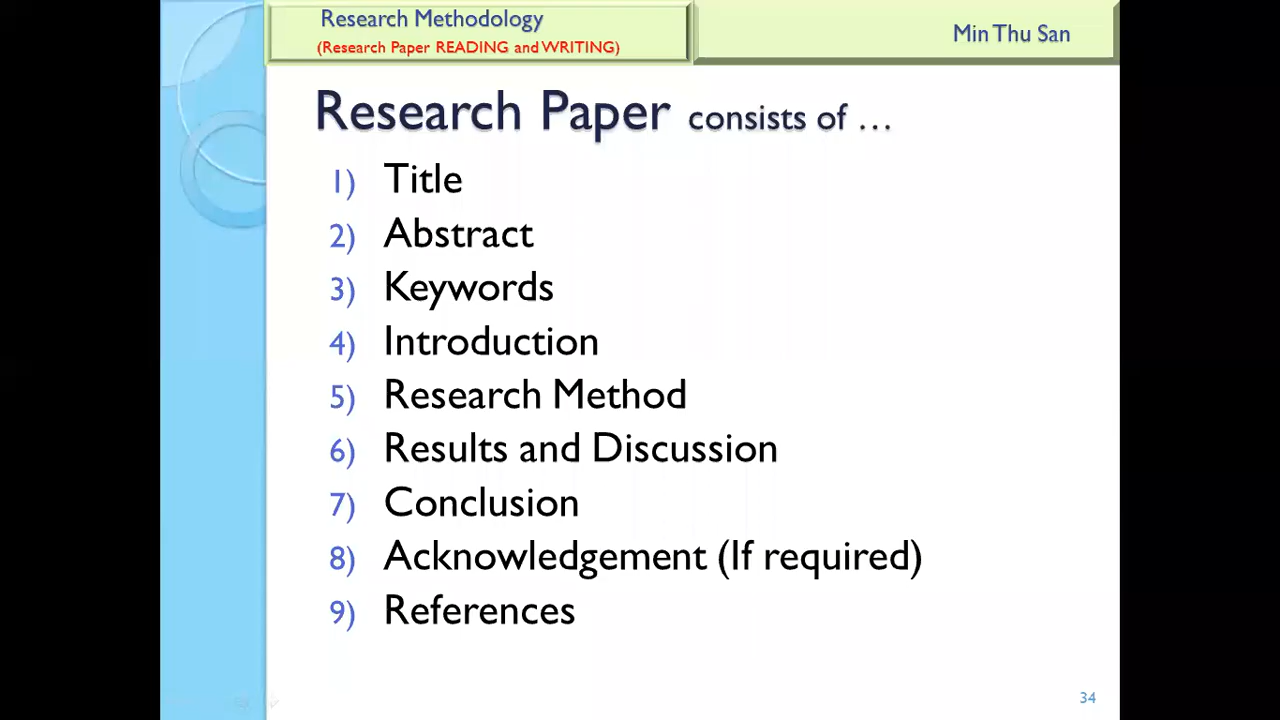 Research Methodology
(Research Paper READING and WRITING)
Min Thu San
Research Paper consists of …
1) Title
2) Abstract
3) Keywords
4) Introduction
5) Research Method
6) Results and Discussion
7) Conclusion
8) Acknowledgement (If required)
9) References
34